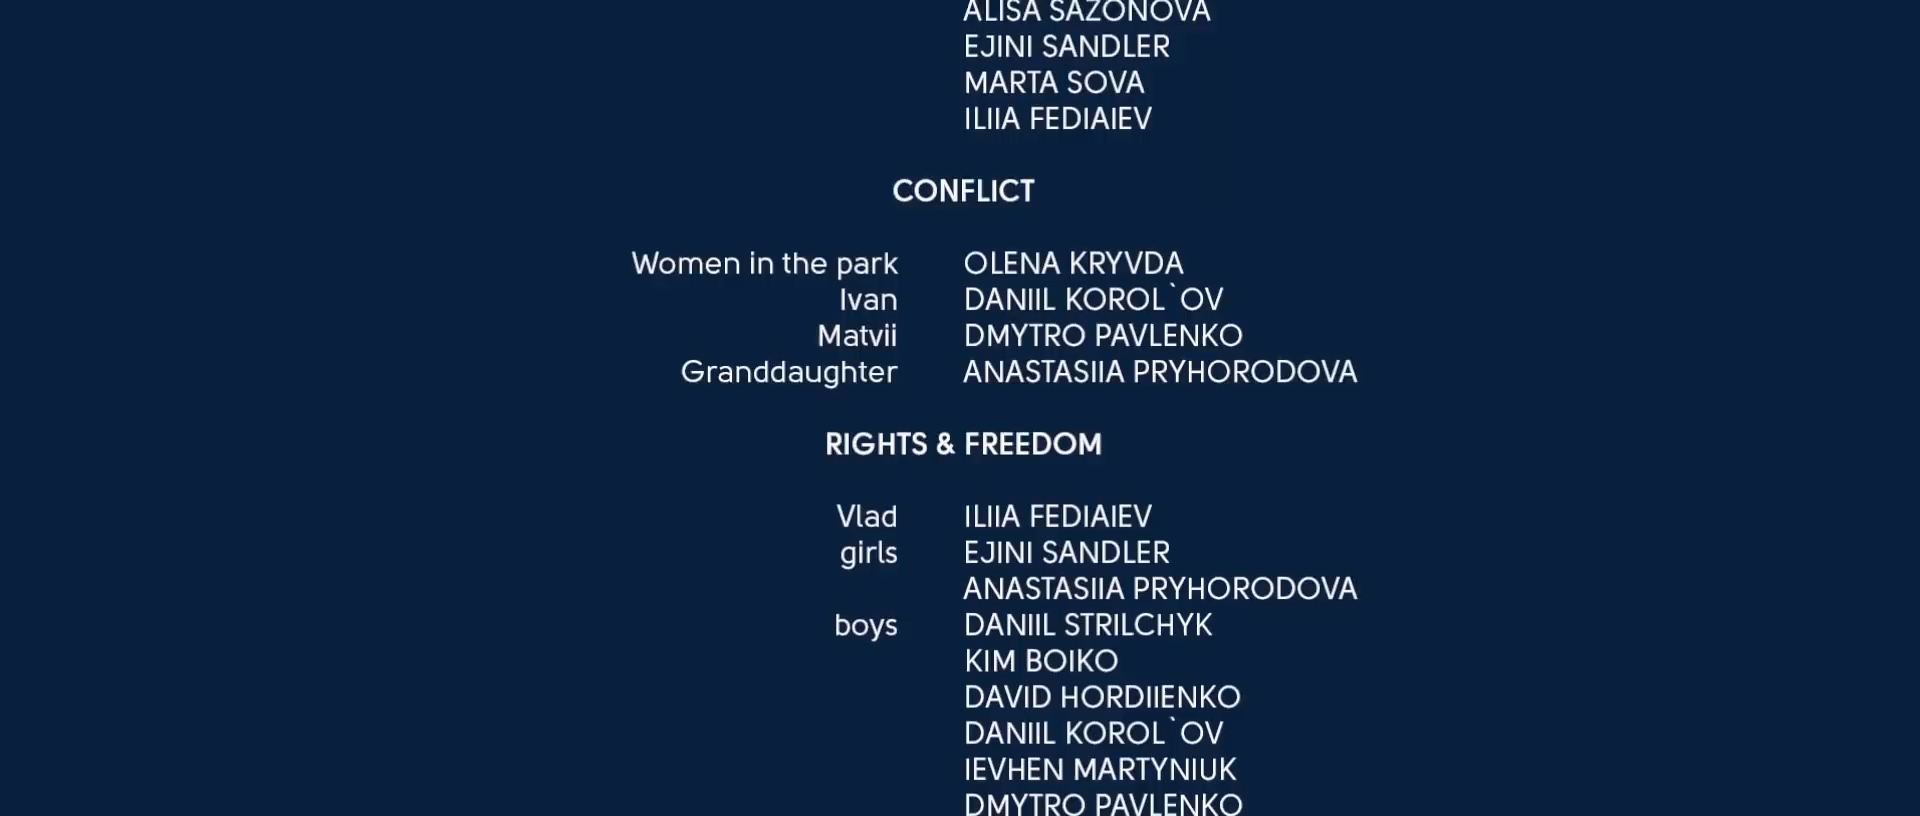 ALISA SAZONOVA
EJINI SANDLER
MARTA SOVA
ILIIA FEDIAIEV
CONFLICT
Women in the park OLENA KRYVDA
Ivan DANIIL KOROL`OV
Matvii DMYTRO PAVLENKO
Granddaughter ANASTASIIA PRYHORODOVA
RIGHTS & FREEDOM
Vlad ILIIA FEDIAIEV
girls EJINI SANDLER
ANASTASIIA PRYHORODOVA
boys DANIIL STRILCHYK
KIM BOIKO
DAVID HORDIIENKO
DANIIL KOROL`OV
IEVHEN MARTYNIUK
DMYTRO PAVLENKO